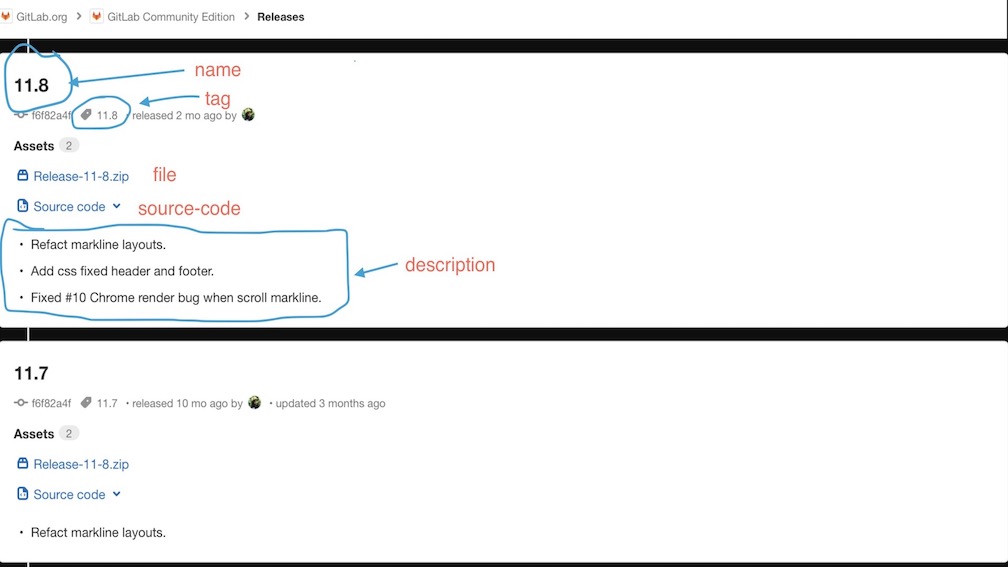 GitLab.org > GitLab Community Edition > Releases
11.8
name
tag
f6f82a4f 11.8 • released 2 mo ago by
Assets 2
Release-11-8.zip file
Source code source-code
• Refact markline layouts.
• Add css fixed header and footer.
• Fixed #10 Chrome render bug when scroll markline.
description
11.7
f6f82a4f 11.7 • released 10 mo ago by • updated 3 months ago
Assets 2
Release-11-8.zip
Source code
• Refact markline layouts.